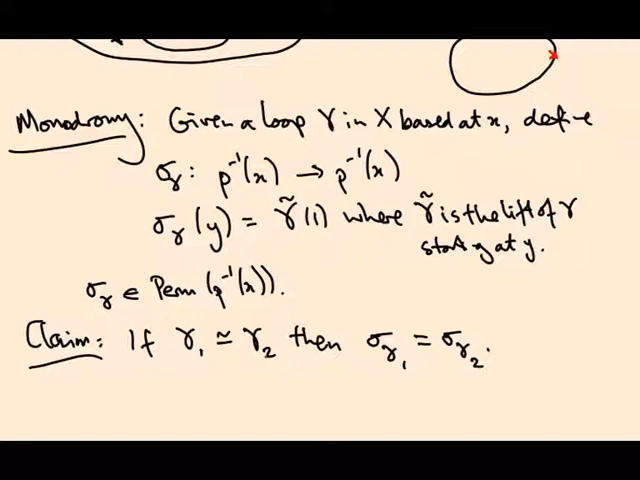 Monodromy: Given a loop γ in X based at x, define
σ_γ : p⁻¹(x) → p⁻¹(x)
σ_γ(y) = γ̃(1) where γ̃ is the lift of γ
starting at y.
σ_γ ∈ Perm(p⁻¹(x)).
Claim: If γ₁ ≃ γ₂ then σ_γ₁ = σ_γ₂.